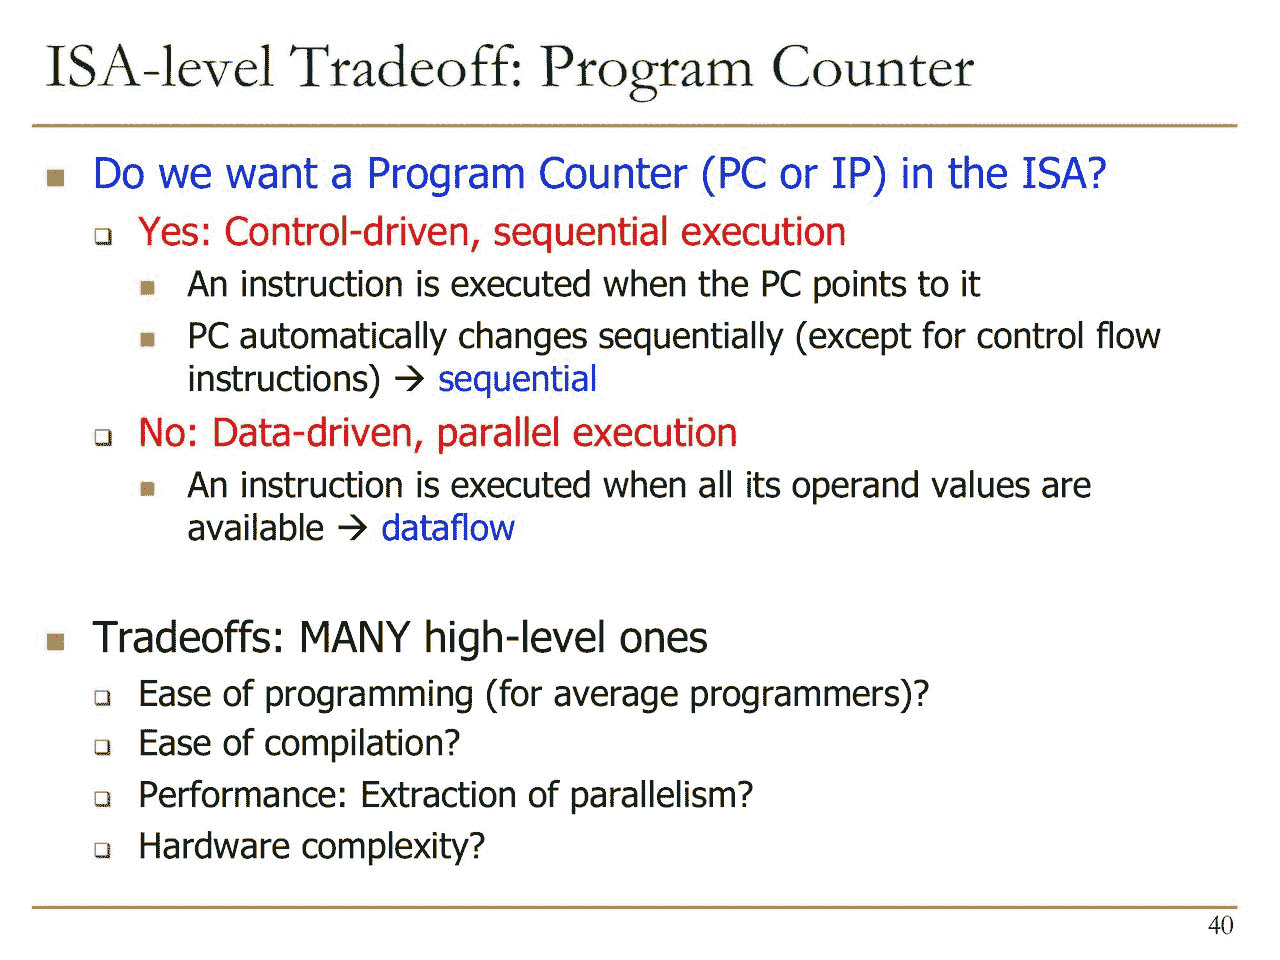 ISA-level Tradeoff: Program Counter
Do we want a Program Counter (PC or IP) in the ISA?
Yes: Control-driven, sequential execution
An instruction is executed when the PC points to it
PC automatically changes sequentially (except for control flow
instructions) → sequential
No: Data-driven, parallel execution
An instruction is executed when all its operand values are
available → dataflow
Tradeoffs: MANY high-level ones
Ease of programming (for average programmers)?
Ease of compilation?
Performance: Extraction of parallelism?
Hardware complexity?
40